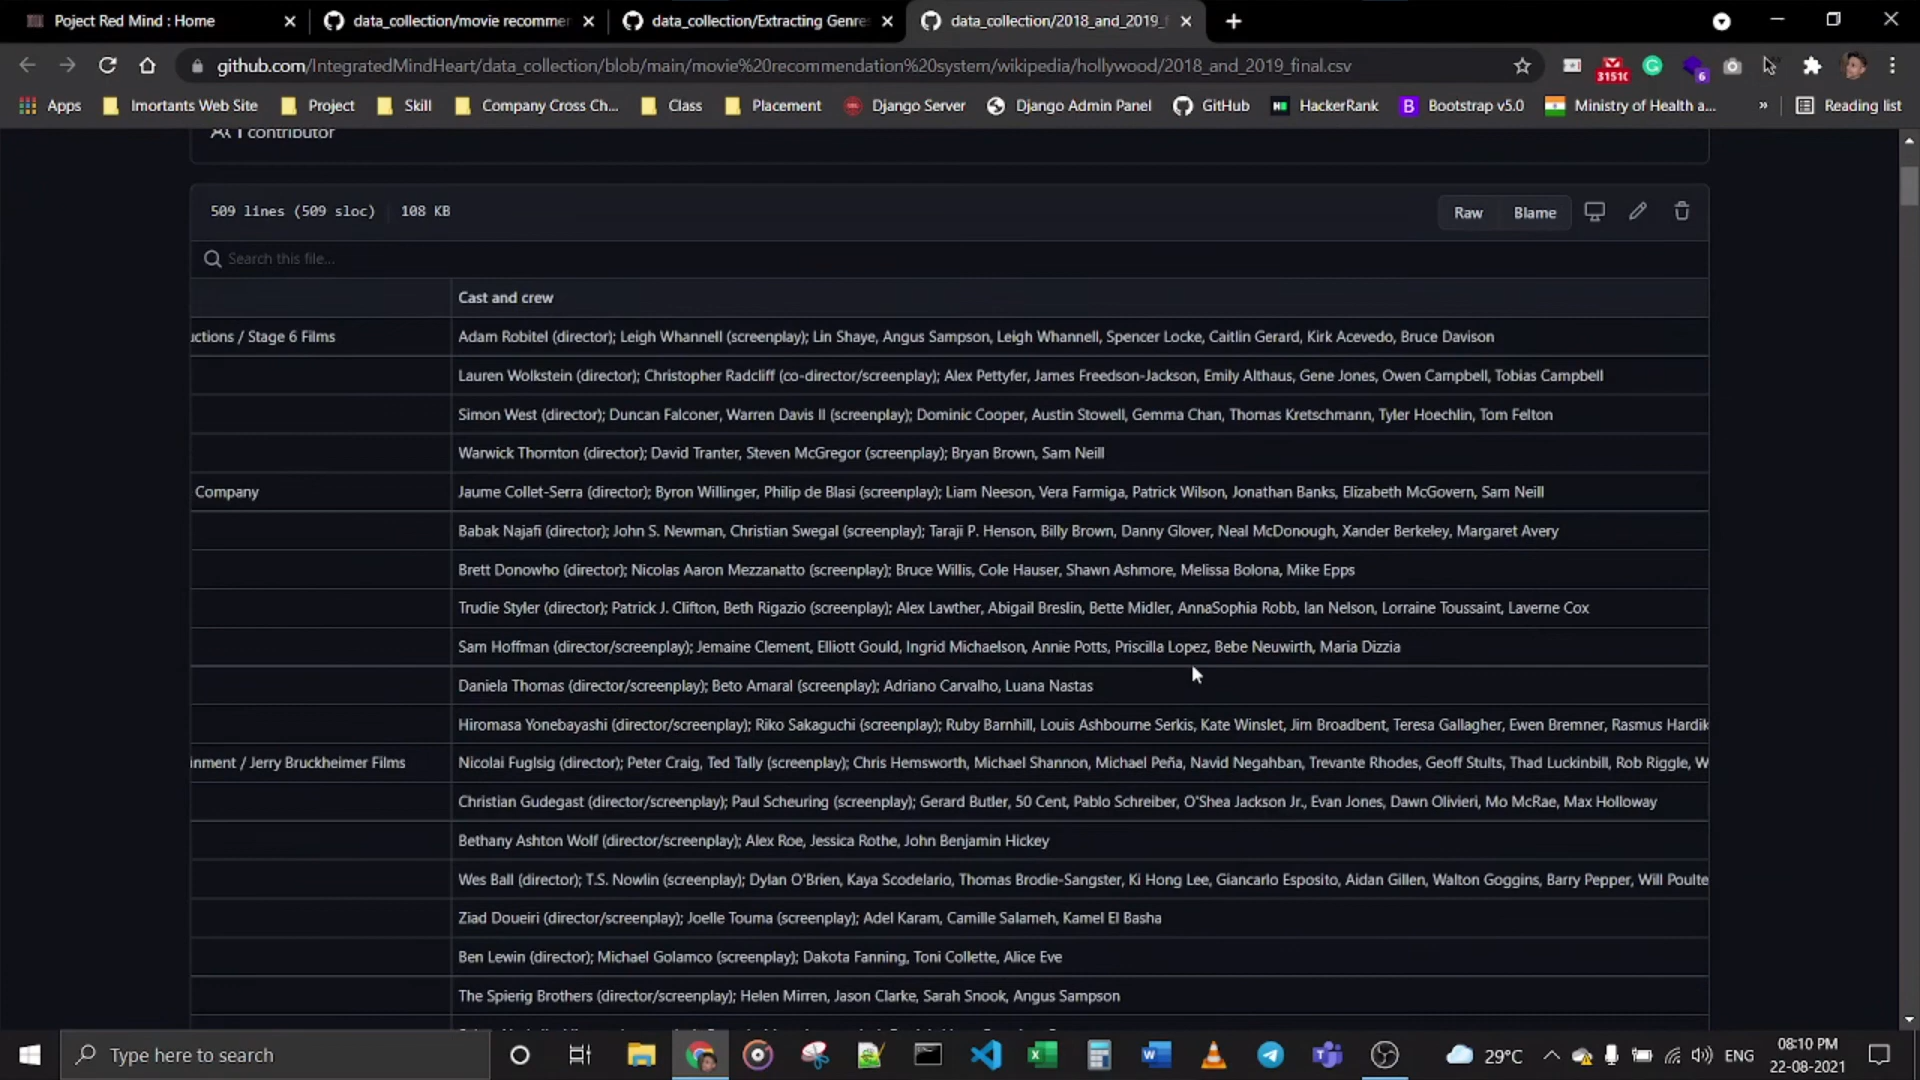 Poject Red Mind : Home
data_collection/movie recomme
data_collection/Extracting Genre
data_collection/2018_and_2019_f
github.com/IntegratedMindHeart/data_collection/blob/main/movie%20recommendation%20system/wikipedia/hollywood/2018_and_2019_final.csv
3151C
6
Apps
Imortants Web Site
Project
Skill
Company Cross Ch...
Class
Placement
Django Server
Django Admin Panel
GitHub
HackerRank
B
Bootstrap v5.0
Ministry of Health a...
»
Reading list
1 contributor
509 lines (509 sloc)
108 KB
Raw
Blame
Search this file...
Cast and crew
uctions / Stage 6 Films
Adam Robitel (director); Leigh Whannell (screenplay); Lin Shaye, Angus Sampson, Leigh Whannell, Spencer Locke, Caitlin Gerard, Kirk Acevedo, Bruce Davison
Lauren Wolkstein (director); Christopher Radcliff (co-director/screenplay); Alex Pettyfer, James Freedson-Jackson, Emily Althaus, Gene Jones, Owen Campbell, Tobias Campbell
Simon West (director); Duncan Falconer, Warren Davis II (screenplay); Dominic Cooper, Austin Stowell, Gemma Chan, Thomas Kretschmann, Tyler Hoechlin, Tom Felton
Warwick Thornton (director); David Tranter, Steven McGregor (screenplay); Bryan Brown, Sam Neill
Company
Jaume Collet-Serra (director); Byron Willinger, Philip de Blasi (screenplay); Liam Neeson, Vera Farmiga, Patrick Wilson, Jonathan Banks, Elizabeth McGovern, Sam Neill
Babak Najafi (director); John S. Newman, Christian Swegal (screenplay); Taraji P. Henson, Billy Brown, Danny Glover, Neal McDonough, Xander Berkeley, Margaret Avery
Brett Donowho (director); Nicolas Aaron Mezzanatto (screenplay); Bruce Willis, Cole Hauser, Shawn Ashmore, Melissa Bolona, Mike Epps
Trudie Styler (director); Patrick J. Clifton, Beth Rigazio (screenplay); Alex Lawther, Abigail Breslin, Bette Midler, AnnaSophia Robb, Ian Nelson, Lorraine Toussaint, Laverne Cox
Sam Hoffman (director/screenplay); Jemaine Clement, Elliott Gould, Ingrid Michaelson, Annie Potts, Priscilla Lopez, Bebe Neuwirth, Maria Dizzia
Daniela Thomas (director/screenplay); Beto Amaral (screenplay); Adriano Carvalho, Luana Nastas
Hiromasa Yonebayashi (director/screenplay); Riko Sakaguchi (screenplay); Ruby Barnhill, Louis Ashbourne Serkis, Kate Winslet, Jim Broadbent, Teresa Gallagher, Ewen Bremner, Rasmus Hardik
inment / Jerry Bruckheimer Films
Nicolai Fuglsig (director); Peter Craig, Ted Tally (screenplay); Chris Hemsworth, Michael Shannon, Michael Peña, Navid Negahban, Trevante Rhodes, Geoff Stults, Thad Luckinbill, Rob Riggle, W
Christian Gudegast (director/screenplay); Paul Scheuring (screenplay); Gerard Butler, 50 Cent, Pablo Schreiber, O'Shea Jackson Jr., Evan Jones, Dawn Olivieri, Mo McRae, Max Holloway
Bethany Ashton Wolf (director/screenplay); Alex Roe, Jessica Rothe, John Benjamin Hickey
Wes Ball (director); T.S. Nowlin (screenplay); Dylan O'Brien, Kaya Scodelario, Thomas Brodie-Sangster, Ki Hong Lee, Giancarlo Esposito, Aidan Gillen, Walton Goggins, Barry Pepper, Will Poulte
Ziad Doueiri (director/screenplay); Joelle Touma (screenplay); Adel Karam, Camille Salameh, Kamel El Basha
Ben Lewin (director); Michael Golamco (screenplay); Dakota Fanning, Toni Collette, Alice Eve
The Spierig Brothers (director/screenplay); Helen Mirren, Jason Clarke, Sarah Snook, Angus Sampson
Type here to search
29°C
ENG
08:10 PM
22-08-2021